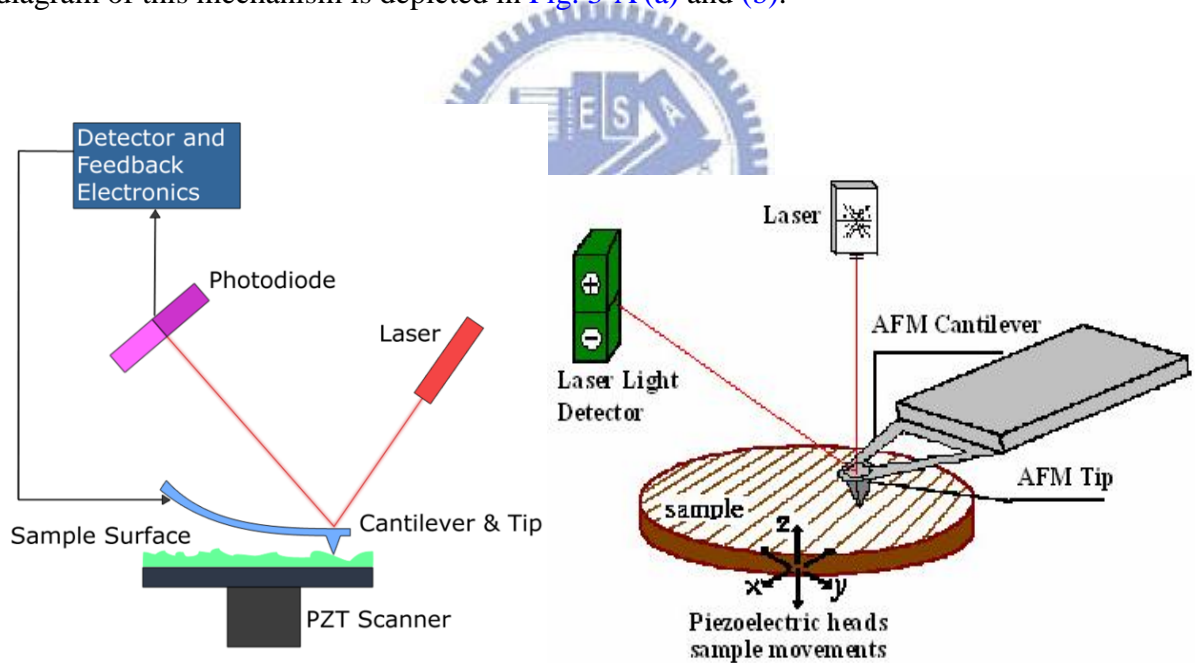 diagram of this mechanism is depicted in Fig. 3-A (a) and (b).
ESA
Detector and
Feedback
Electronics
Photodiode
Laser
Sample Surface
Cantilever & Tip
PZT Scanner
Laser
AFM Cantilever
Laser Light
Detector
AFM Tip
sample
z
x
y
Piezoelectric heads
sample movements